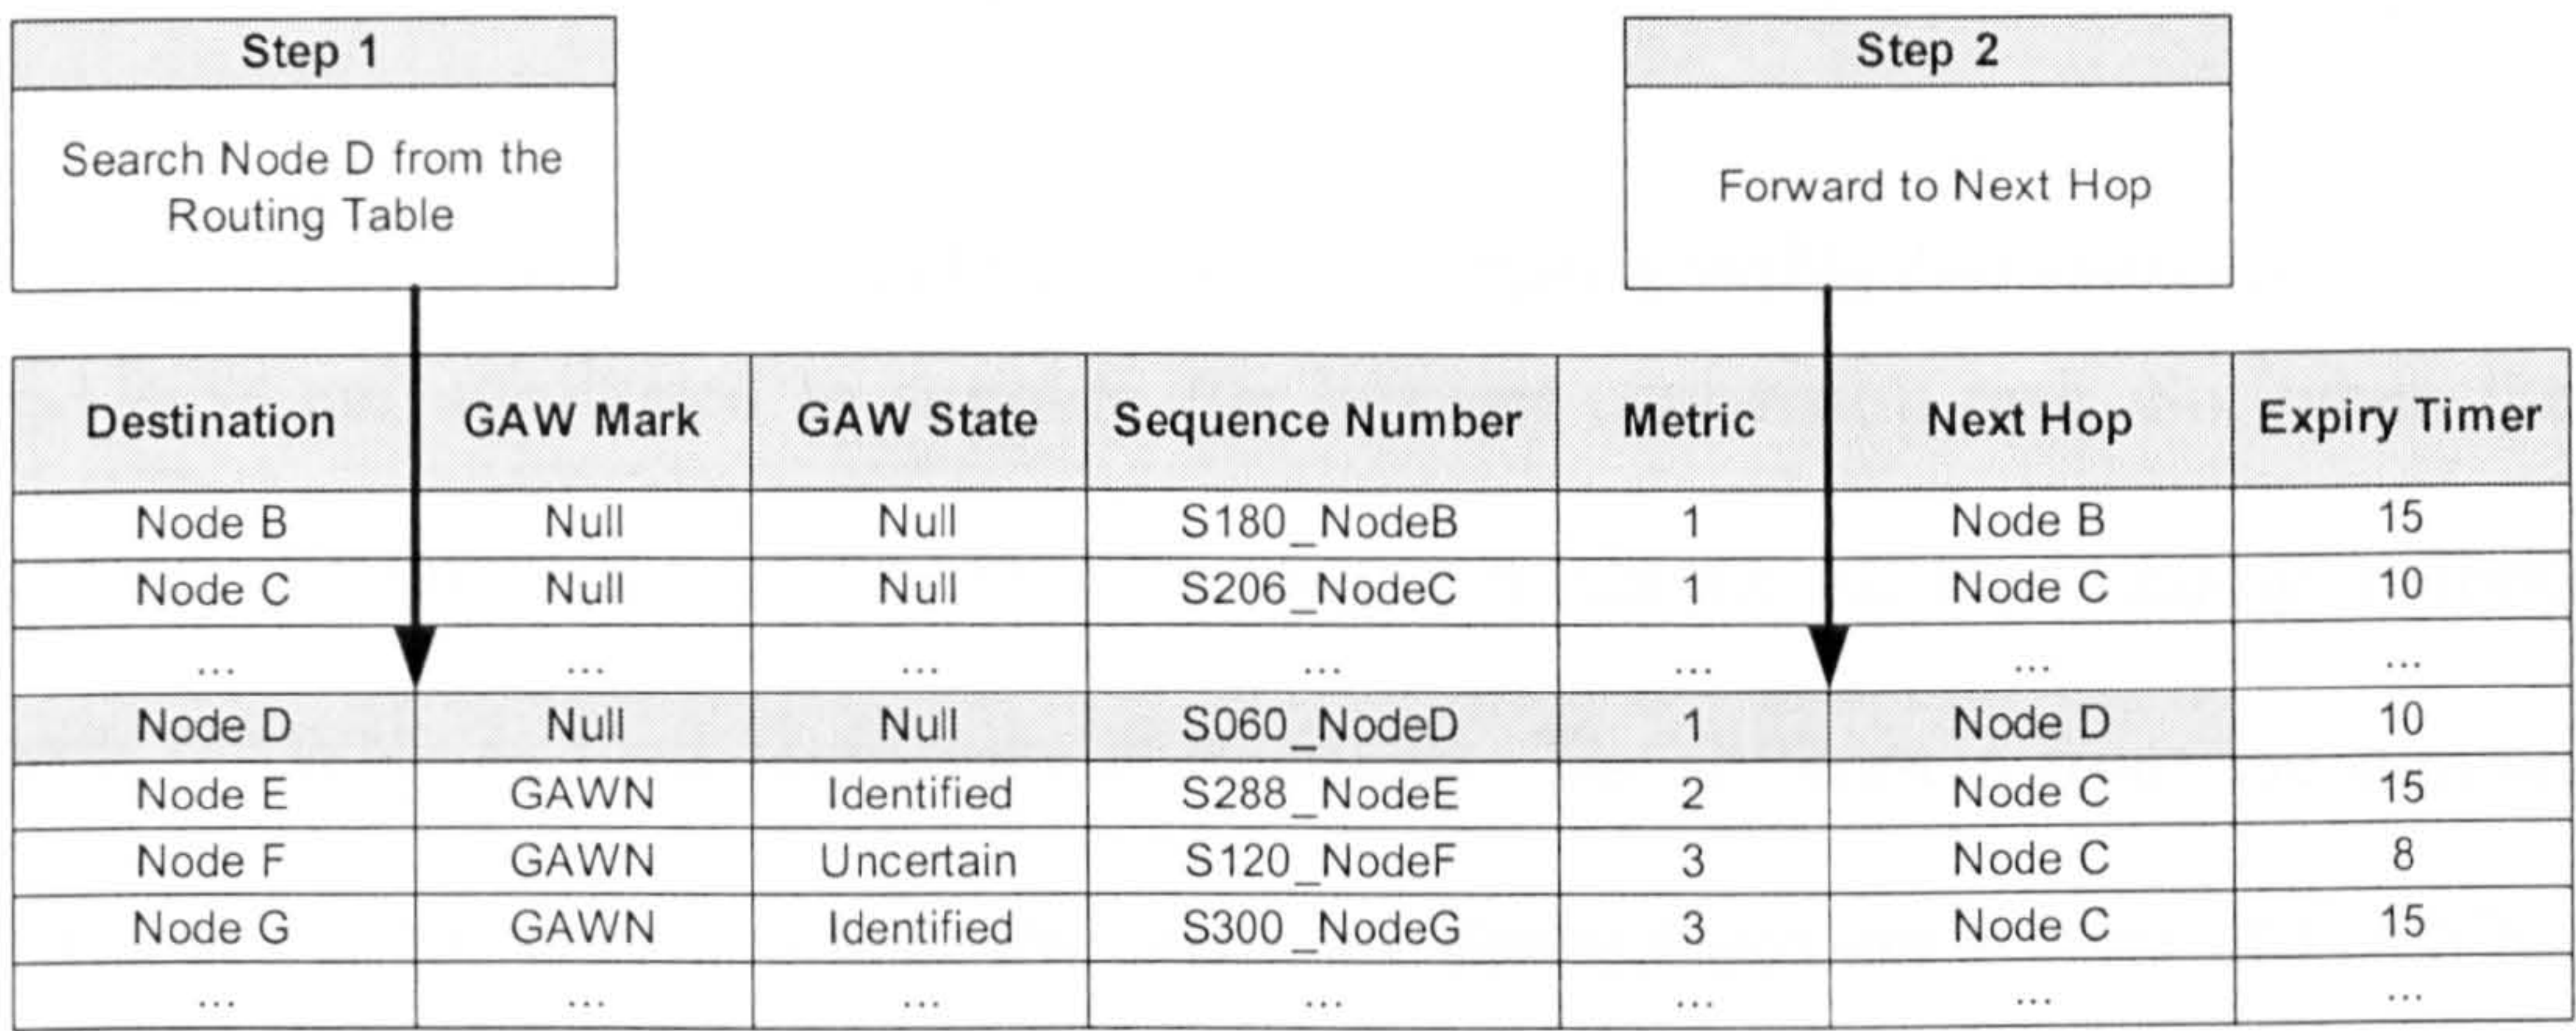 Step 1
Search Node D from the
Routing Table
Step 2
Forward to Next Hop
Destination GAW Mark GAW State Sequence Number Metric Next Hop Expiry Timer
Node B Null Null S180_NodeB 1 Node B 15
Node C Null Null S206_NodeC 1 Node C 10
... ... ... ... ... ... ...
Node D Null Null S060_NodeD 1 Node D 10
Node E GAWN Identified S288_NodeE 2 Node C 15
Node F GAWN Uncertain S120_NodeF 3 Node C 8
Node G GAWN Identified S300_NodeG 3 Node C 15
... ... ... ... ... ... ...